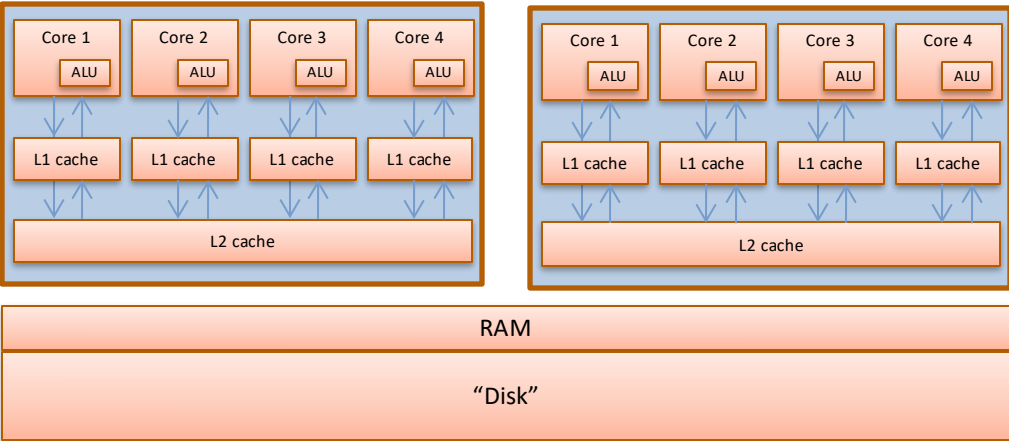 Core 1
ALU
Core 2
ALU
Core 3
ALU
Core 4
ALU
L1 cache
L1 cache
L1 cache
L1 cache
L2 cache
Core 1
ALU
Core 2
ALU
Core 3
ALU
Core 4
ALU
L1 cache
L1 cache
L1 cache
L1 cache
L2 cache
RAM
“Disk”